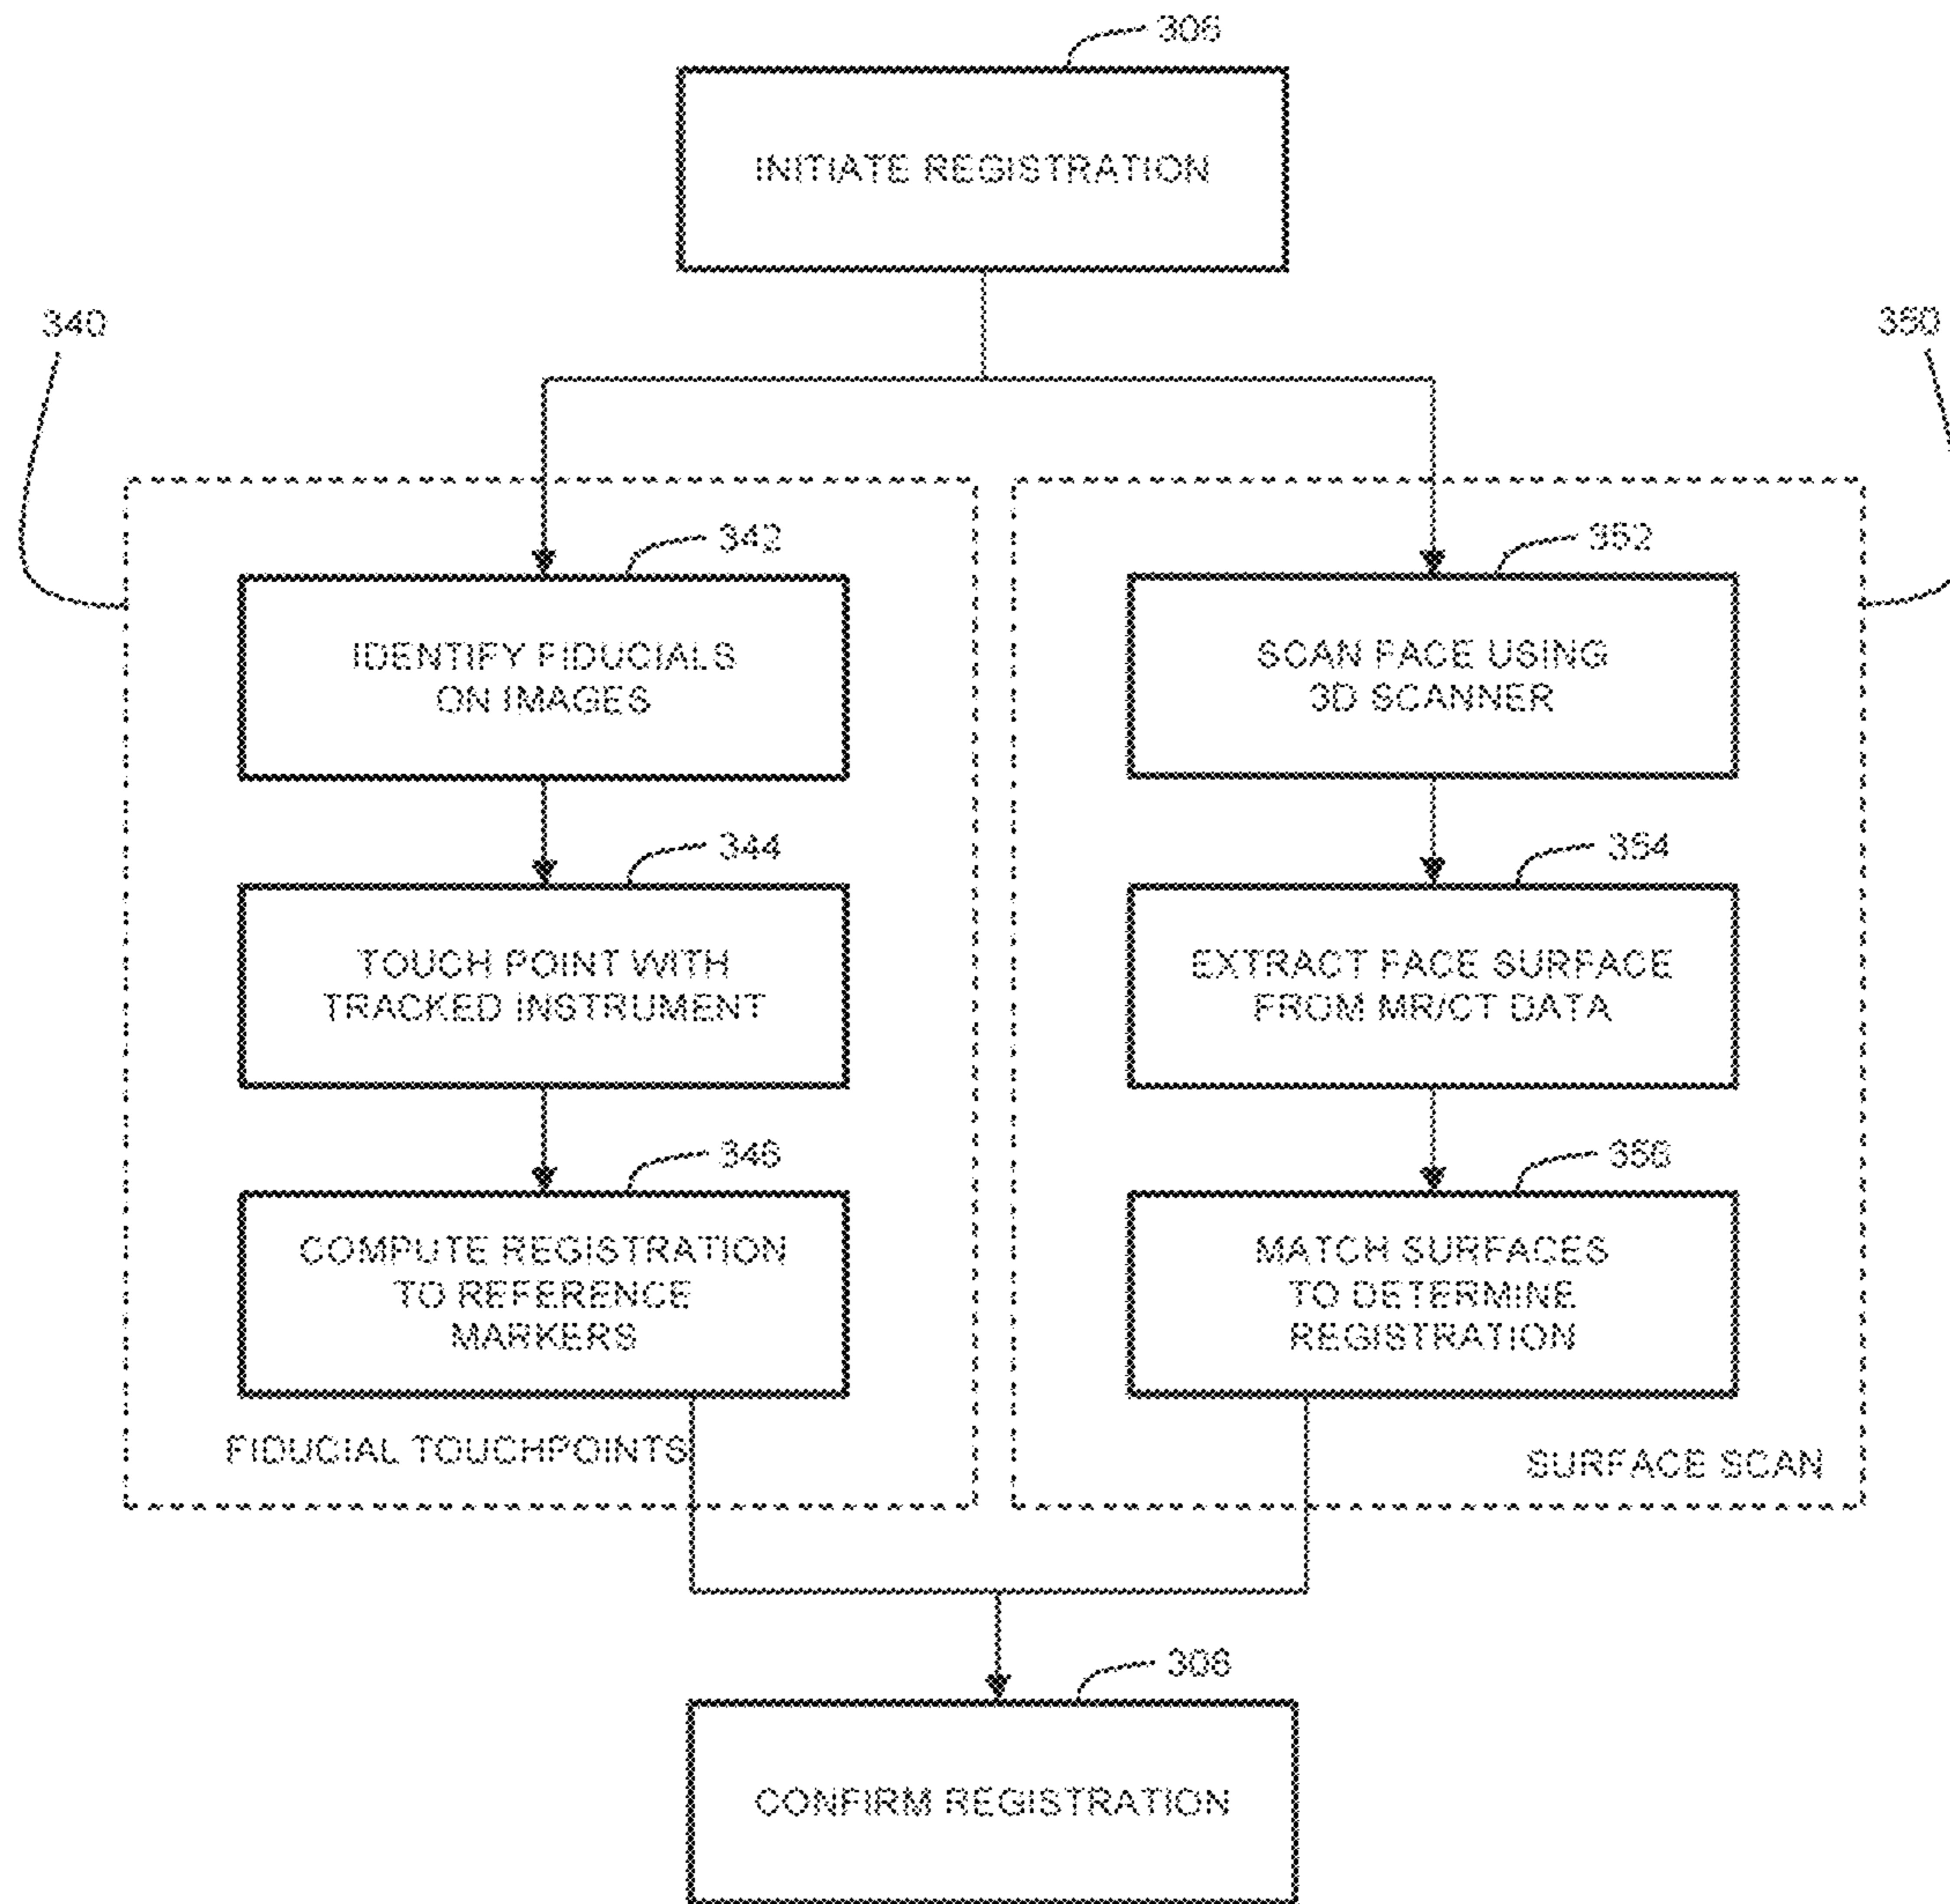 306
INITIATE REGISTRATION
340
350
342
352
IDENTIFY FIDUCIALS
ON IMAGES
SCAN FACE USING
3D SCANNER
344
354
TOUCH POINT WITH
TRACKED INSTRUMENT
EXTRACT FACE SURFACE
FROM MR/CT DATA
346
356
COMPUTE REGISTRATION
TO REFERENCE
MARKERS
MATCH SURFACES
TO DETERMINE
REGISTRATION
FIDUCIAL TOUCHPOINTS
SURFACE SCAN
308
CONFIRM REGISTRATION